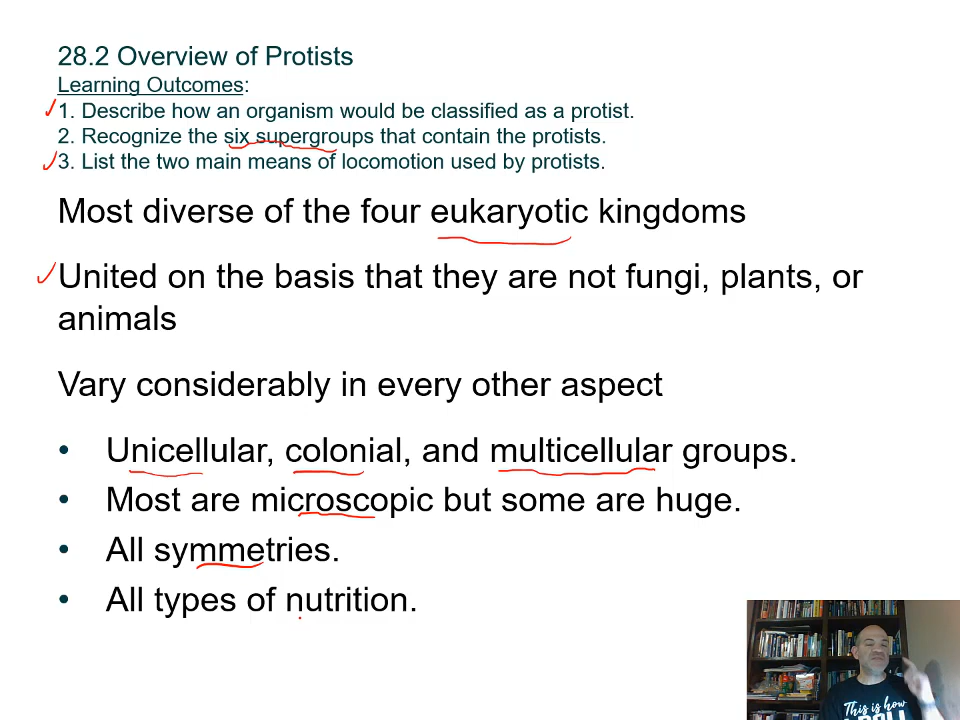 28.2 Overview of Protists
Learning Outcomes:
1. Describe how an organism would be classified as a protist.
2. Recognize the six supergroups that contain the protists.
3. List the two main means of locomotion used by protists.
Most diverse of the four eukaryotic kingdoms
United on the basis that they are not fungi, plants, or
animals
Vary considerably in every other aspect
• Unicellular, colonial, and multicellular groups.
• Most are microscopic but some are huge.
• All symmetries.
• All types of nutrition.
This is how